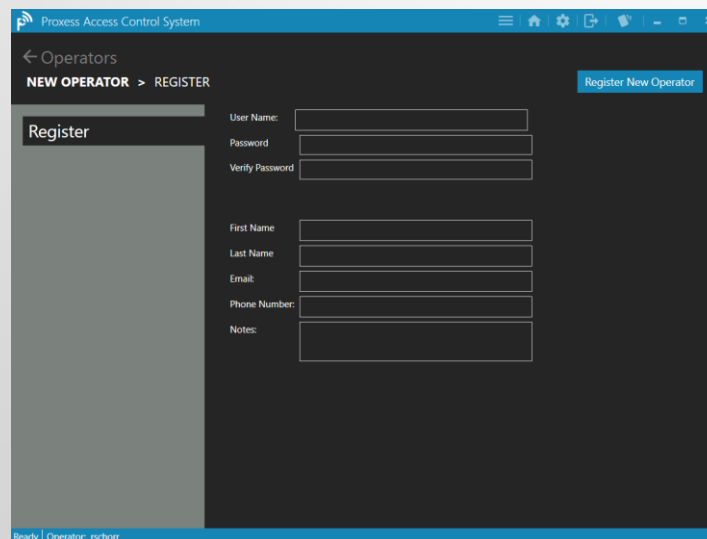 Proxess Access Control System
Operators
NEW OPERATOR > REGISTER
Register New Operator
Register
User Name:
Password
Verify Password
First Name
Last Name
Email:
Phone Number:
Notes:
Ready Operator: rschorr